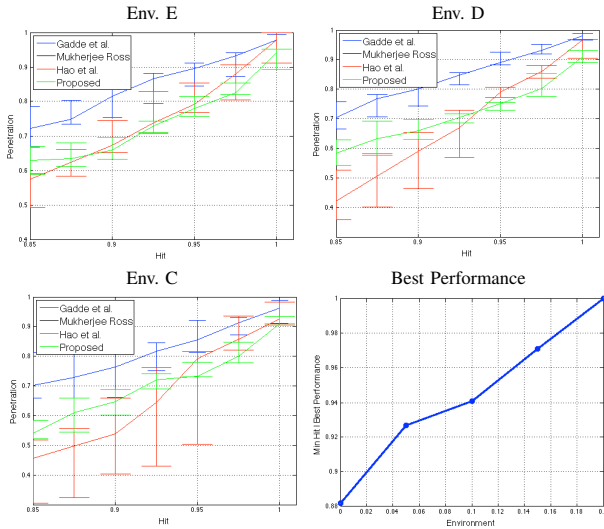 Env. E
Env. D
1
0.9
0.8
0.7
0.6
0.5
0.4
0.85
0.9
0.95
1
Penetration
Hit
Gadde et al.
Mukherjee Ross
Hao et al.
Proposed
1
0.9
0.8
0.7
0.6
0.5
0.4
0.3
0.85
0.9
0.95
1
Penetration
Hit
Gadde et al.
Mukherjee Ross
Hao et al.
Proposed
Env. C
Best Performance
1
0.9
0.8
0.7
0.6
0.5
0.4
0.85
0.9
0.95
1
Penetration
Hit
Gadde et al.
Mukherjee Ross
Hao et al.
Proposed
1
0.98
0.96
0.94
0.92
0.9
0.88
0
0.02
0.04
0.06
0.08
0.1
0.12
0.14
0.16
0.18
Min Hit | Best Performance
Environment